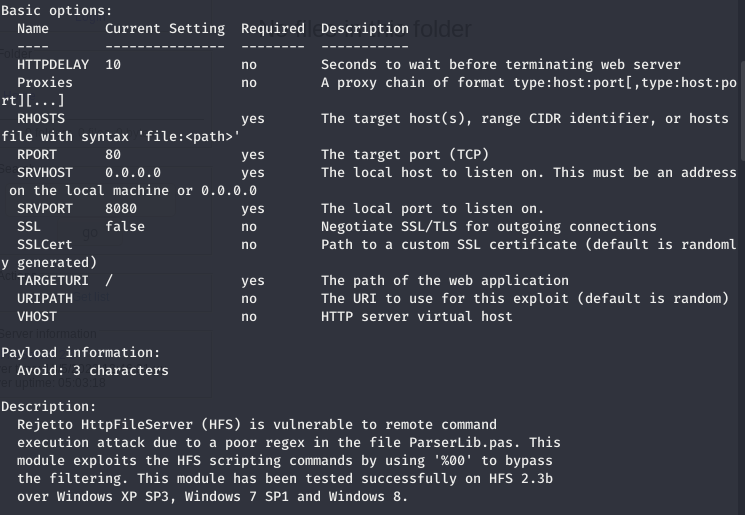 Basic options:
  Name       Current Setting  Required  Description
  ----       ---------------  --------  -----------
  HTTPDELAY  10               no        Seconds to wait before terminating web server
  Proxies                     no        A proxy chain of format type:host:port[,type:host:po
rt][...]
  RHOSTS                      yes       The target host(s), range CIDR identifier, or hosts
file with syntax 'file:<path>'
  RPORT      80               yes       The target port (TCP)
  SRVHOST    0.0.0.0          yes       The local host to listen on. This must be an address
 on the local machine or 0.0.0.0
  SRVPORT    8080             yes       The local port to listen on.
  SSL        false            no        Negotiate SSL/TLS for outgoing connections
  SSLCert                     no        Path to a custom SSL certificate (default is randoml
y generated)
  TARGETURI  /                yes       The path of the web application
  URIPATH                     no        The URI to use for this exploit (default is random)
  VHOST                       no        HTTP server virtual host
Payload information:
  Avoid: 3 characters
Description:
  Rejetto HttpFileServer (HFS) is vulnerable to remote command
  execution attack due to a poor regex in the file ParserLib.pas. This
  module exploits the HFS scripting commands by using '%00' to bypass
  the filtering. This module has been tested successfully on HFS 2.3b
  over Windows XP SP3, Windows 7 SP1 and Windows 8.